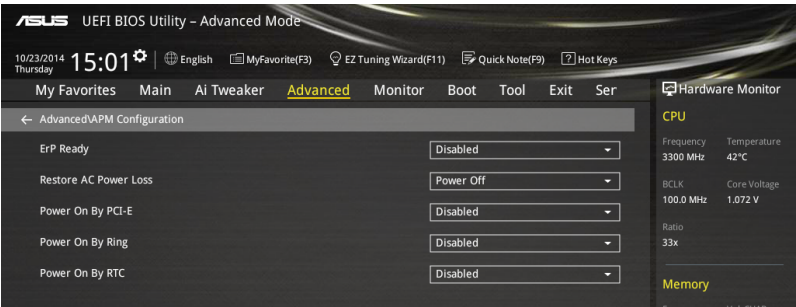 ASUS UEFI BIOS Utility – Advanced Mode
10/23/2014 Thursday 15:01 English MyFavorite(F3) EZ Tuning Wizard(F11) Quick Note(F9) ? Hot Keys
My Favorites Main Ai Tweaker Advanced Monitor Boot Tool Exit Ser
← Advanced\APM Configuration
ErP Ready Disabled
Restore AC Power Loss Power Off
Power On By PCI-E Disabled
Power On By Ring Disabled
Power On By RTC Disabled
Hardware Monitor
CPU
Frequency Temperature
3300 MHz 42°C
BCLK Core Voltage
100.0 MHz 1.072 V
Ratio
33x
Memory